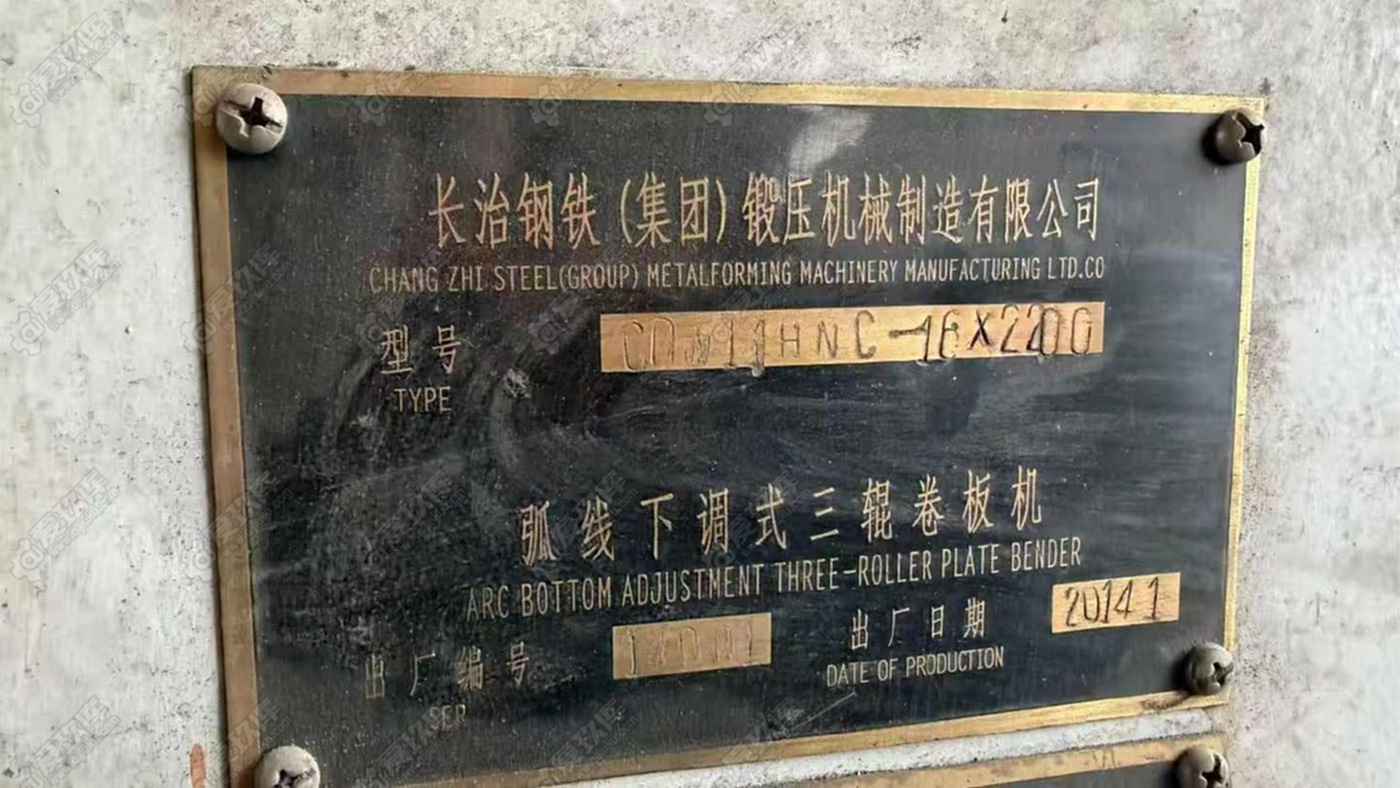 长治钢铁(集团)锻压机械制造有限公司
CHANG ZHI STEEL(GROUP) METALFORMING MACHINERY MANUFACTURING LTD.CO
型号
TYPE
弧线下调式三辊卷板机
ARC BOTTOM ADJUSTMENT THREE-ROLLER PLATE BENDER
出厂编号
SER
出厂日期 2014 1
DATE OF PRODUCTION